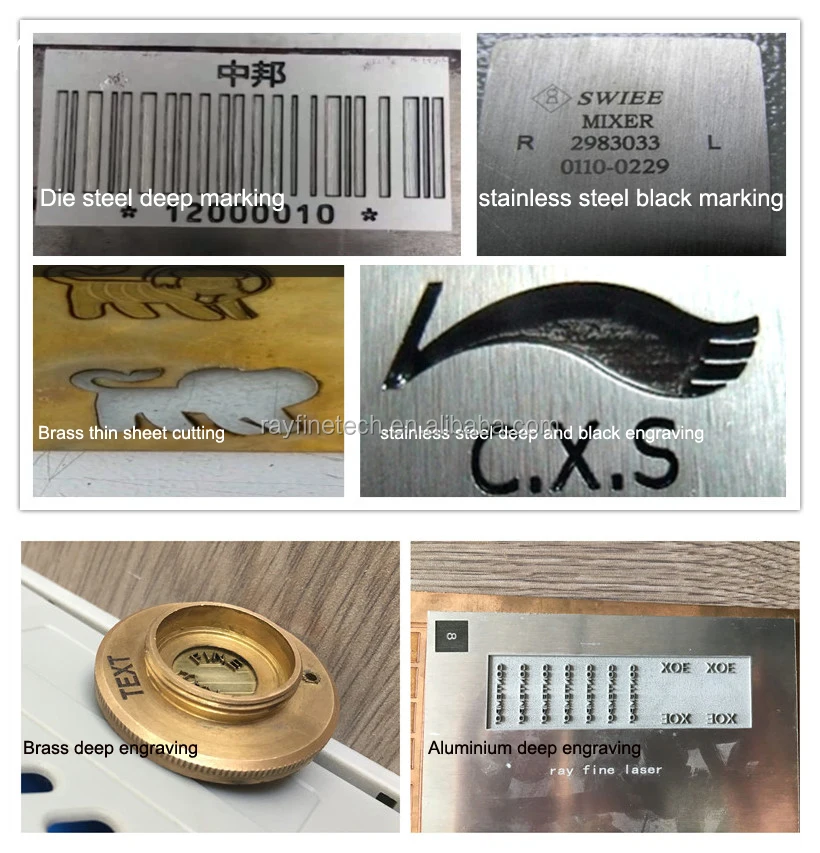 中邦
Die steel deep marking
* 12000010 *
SWIEE
MIXER
R 2983033 L
0110-0229
stainless steel black marking
Brass thin sheet cutting
rayfinetech.en.alibaba.com
stainless steel deep and black engraving
C.X.S
TEXT
FINE
Brass deep engraving
8
XOE XOE
XOE XOE
Aluminium deep engraving
ray fine laser